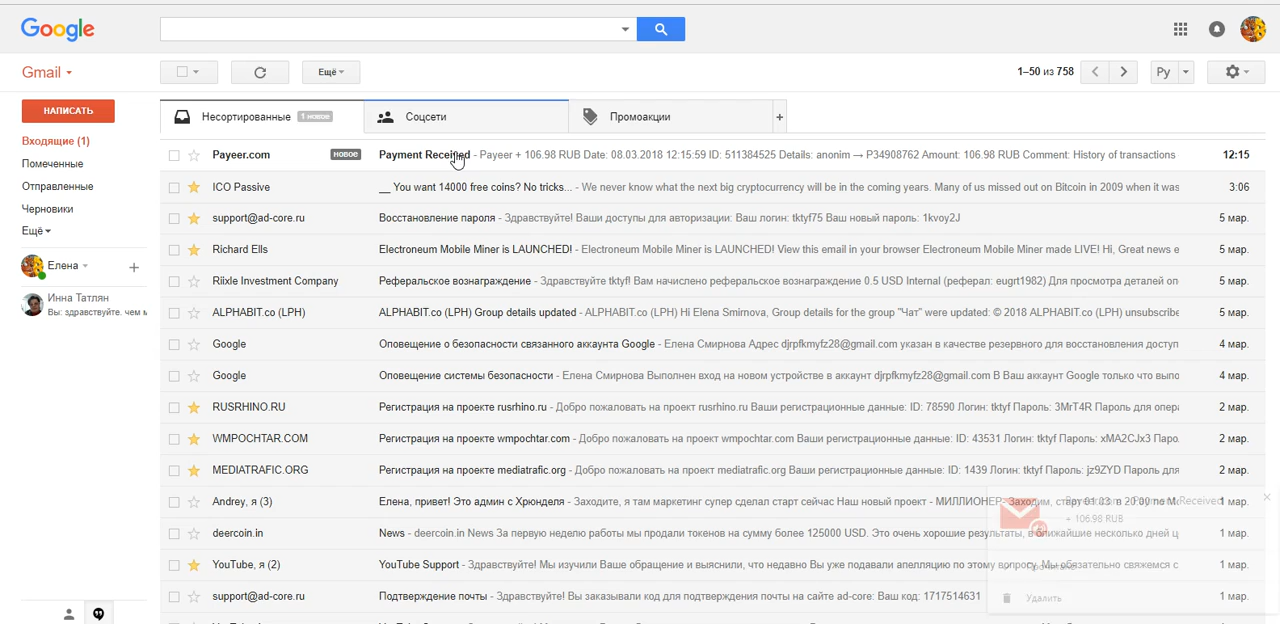 Google
Gmail
Ещё
1–50 из 758
Ру
НАПИСАТЬ
Входящие (1)
Помеченные
Отправленные
Черновики
Ещё
Елена
Инна Татлян
Вы: здравствуйте. чем м
Несортированные 1 новое
Соцсети
Промоакции
+
Payeer.com новое Payment Received - Payeer + 106.98 RUB Date: 08.03.2018 12:15:59 ID: 511384525 Details: anonim → P34908762 Amount: 106.98 RUB Comment: History of transactions 12:15
ICO Passive __ You want 14000 free coins? No tricks... - We never know what the next big cryptocurrency will be in the coming years. Many of us missed out on Bitcoin in 2009 when it was 3:06
support@ad-core.ru Восстановление пароля - Здравствуйте! Ваши доступы для авторизации: Ваш логин: tktyf75 Ваш новый пароль: 1kvoy2J 5 мар.
Richard Ells Electroneum Mobile Miner is LAUNCHED! - Electroneum Mobile Miner is LAUNCHED! View this email in your browser Electroneum Mobile Miner made LIVE! Hi, Great news e 5 мар.
Riixle Investment Company Реферальское вознаграждение - Здравствуйте tktyf! Вам начислено реферальское вознаграждение 0.5 USD Internal (реферал: eugrt1982) Для просмотра деталей оп 5 мар.
ALPHABIT.co (LPH) ALPHABIT.co (LPH) Group details updated - ALPHABIT.co (LPH) Hi Elena Smirnova, Group details for the group "Чат" were updated: © 2018 ALPHABIT.co (LPH) unsubscribe 5 мар.
Google Оповещение о безопасности связанного аккаунта Google - Елена Смирнова Адрес djrpfkmyfz28@gmail.com указан в качестве резервного для восстановления доступ 4 мар.
Google Оповещение системы безопасности - Елена Смирнова Выполнен вход на новом устройстве в аккаунт djrpfkmyfz28@gmail.com В Ваш аккаунт Google только что выпо 4 мар.
RUSRHINO.RU Регистрация на проекте rusrhino.ru - Добро пожаловать на проект rusrhino.ru Ваши регистрационные данные: ID: 78590 Логин: tktyf Пароль: 3MrT4R Пароль для опера 2 мар.
WMPOCHTAR.COM Регистрация на проекте wmpochtar.com - Добро пожаловать на проект wmpochtar.com Ваши регистрационные данные: ID: 43531 Логин: tktyf Пароль: xMA2CJx3 Паро 2 мар.
MEDIATRAFIC.ORG Регистрация на проекте mediatrafic.org - Добро пожаловать на проект mediatrafic.org Ваши регистрационные данные: ID: 1439 Логин: tktyf Пароль: jz9ZYD Пароль для 2 мар.
Andrey, я (3) Елена, привет! Это админ с Хрюнделя - Заходите, я там маркетинг супер сделал старт сейчас Наш новый проект - МИЛЛИОНЕР- Заходим, старт 01.03. в 20.00 по М 1 мар.
Payment Received
+ 106.98 RUB
deercoin.in News - deercoin.in News За первую неделю работы мы продали токенов на сумму более 125000 USD. Это очень хорошие результаты, в ближайшие несколько дней ц 1 мар.
YouTube, я (2) YouTube Support - Здравствуйте! Мы изучили Ваше обращение и выяснили, что недавно Вы уже подавали апелляцию по этому вопросу. Мы обязательно свяжемся с 1 мар.
support@ad-core.ru Подтверждение почты - Здравствуйте! Вы заказывали код для подтверждения почты на сайте ad-core: Ваш код: 1717514631 1 мар.
Удалить